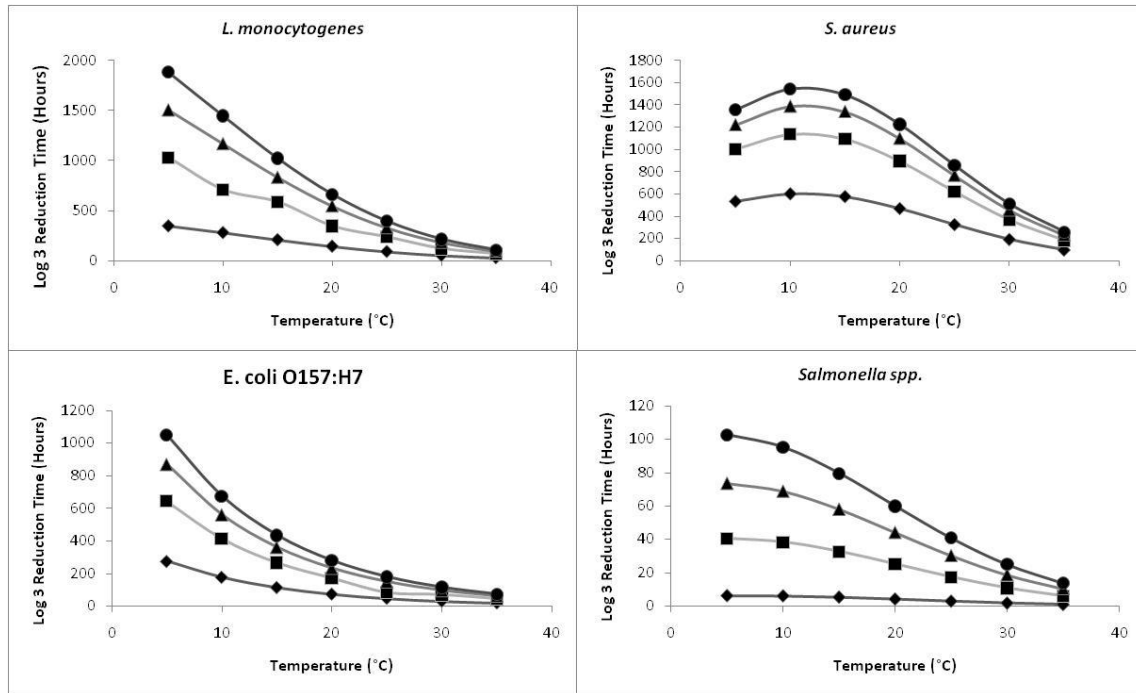 L. monocytogenes
Log 3 Reduction Time (Hours)
2000
1500
1000
500
0
0 10 20 30 40
Temperature (°C)
S. aureus
Log 3 Reduction Time (Hours)
1800
1600
1400
1200
1000
800
600
400
200
0
0 10 20 30 40
Temperature (°C)
E. coli O157:H7
Log 3 Reduction Time (Hours)
1200
1000
800
600
400
200
0
0 10 20 30 40
Temperature (°C)
Salmonella spp.
Log 3 Reduction Time (Hours)
120
100
80
60
40
20
0
0 10 20 30 40
Temperature (°C)